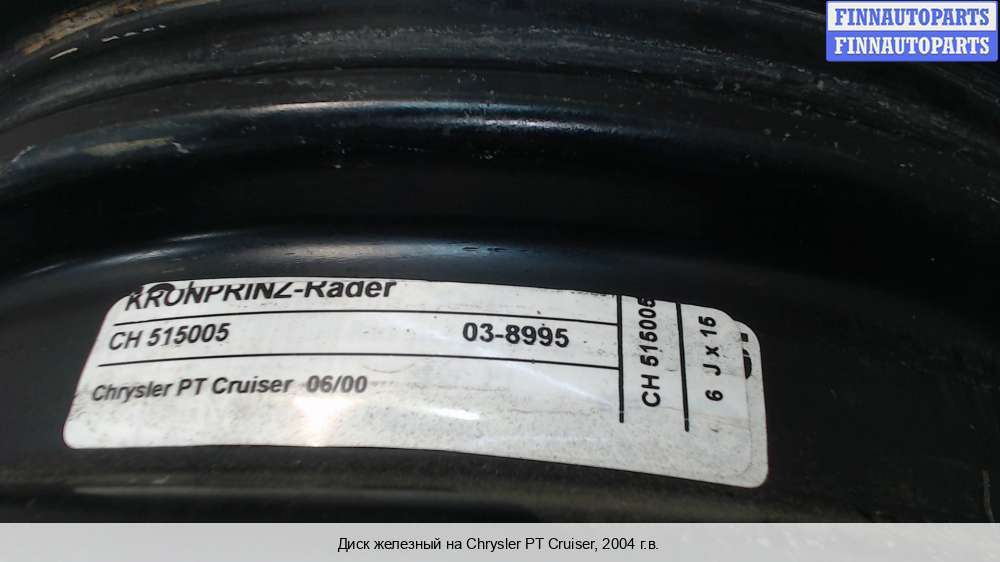 FINNAUTOPARTS
FINNAUTOPARTS
KRONPRINZ-Räder
CH 515005 03-8995
Chrysler PT Cruiser 06/00
CH 515005
6 J x 15
Диск железный на Chrysler PT Cruiser, 2004 г.в.